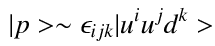 |p >∼ ϵ_{ijk}|u^i u^j d^k >